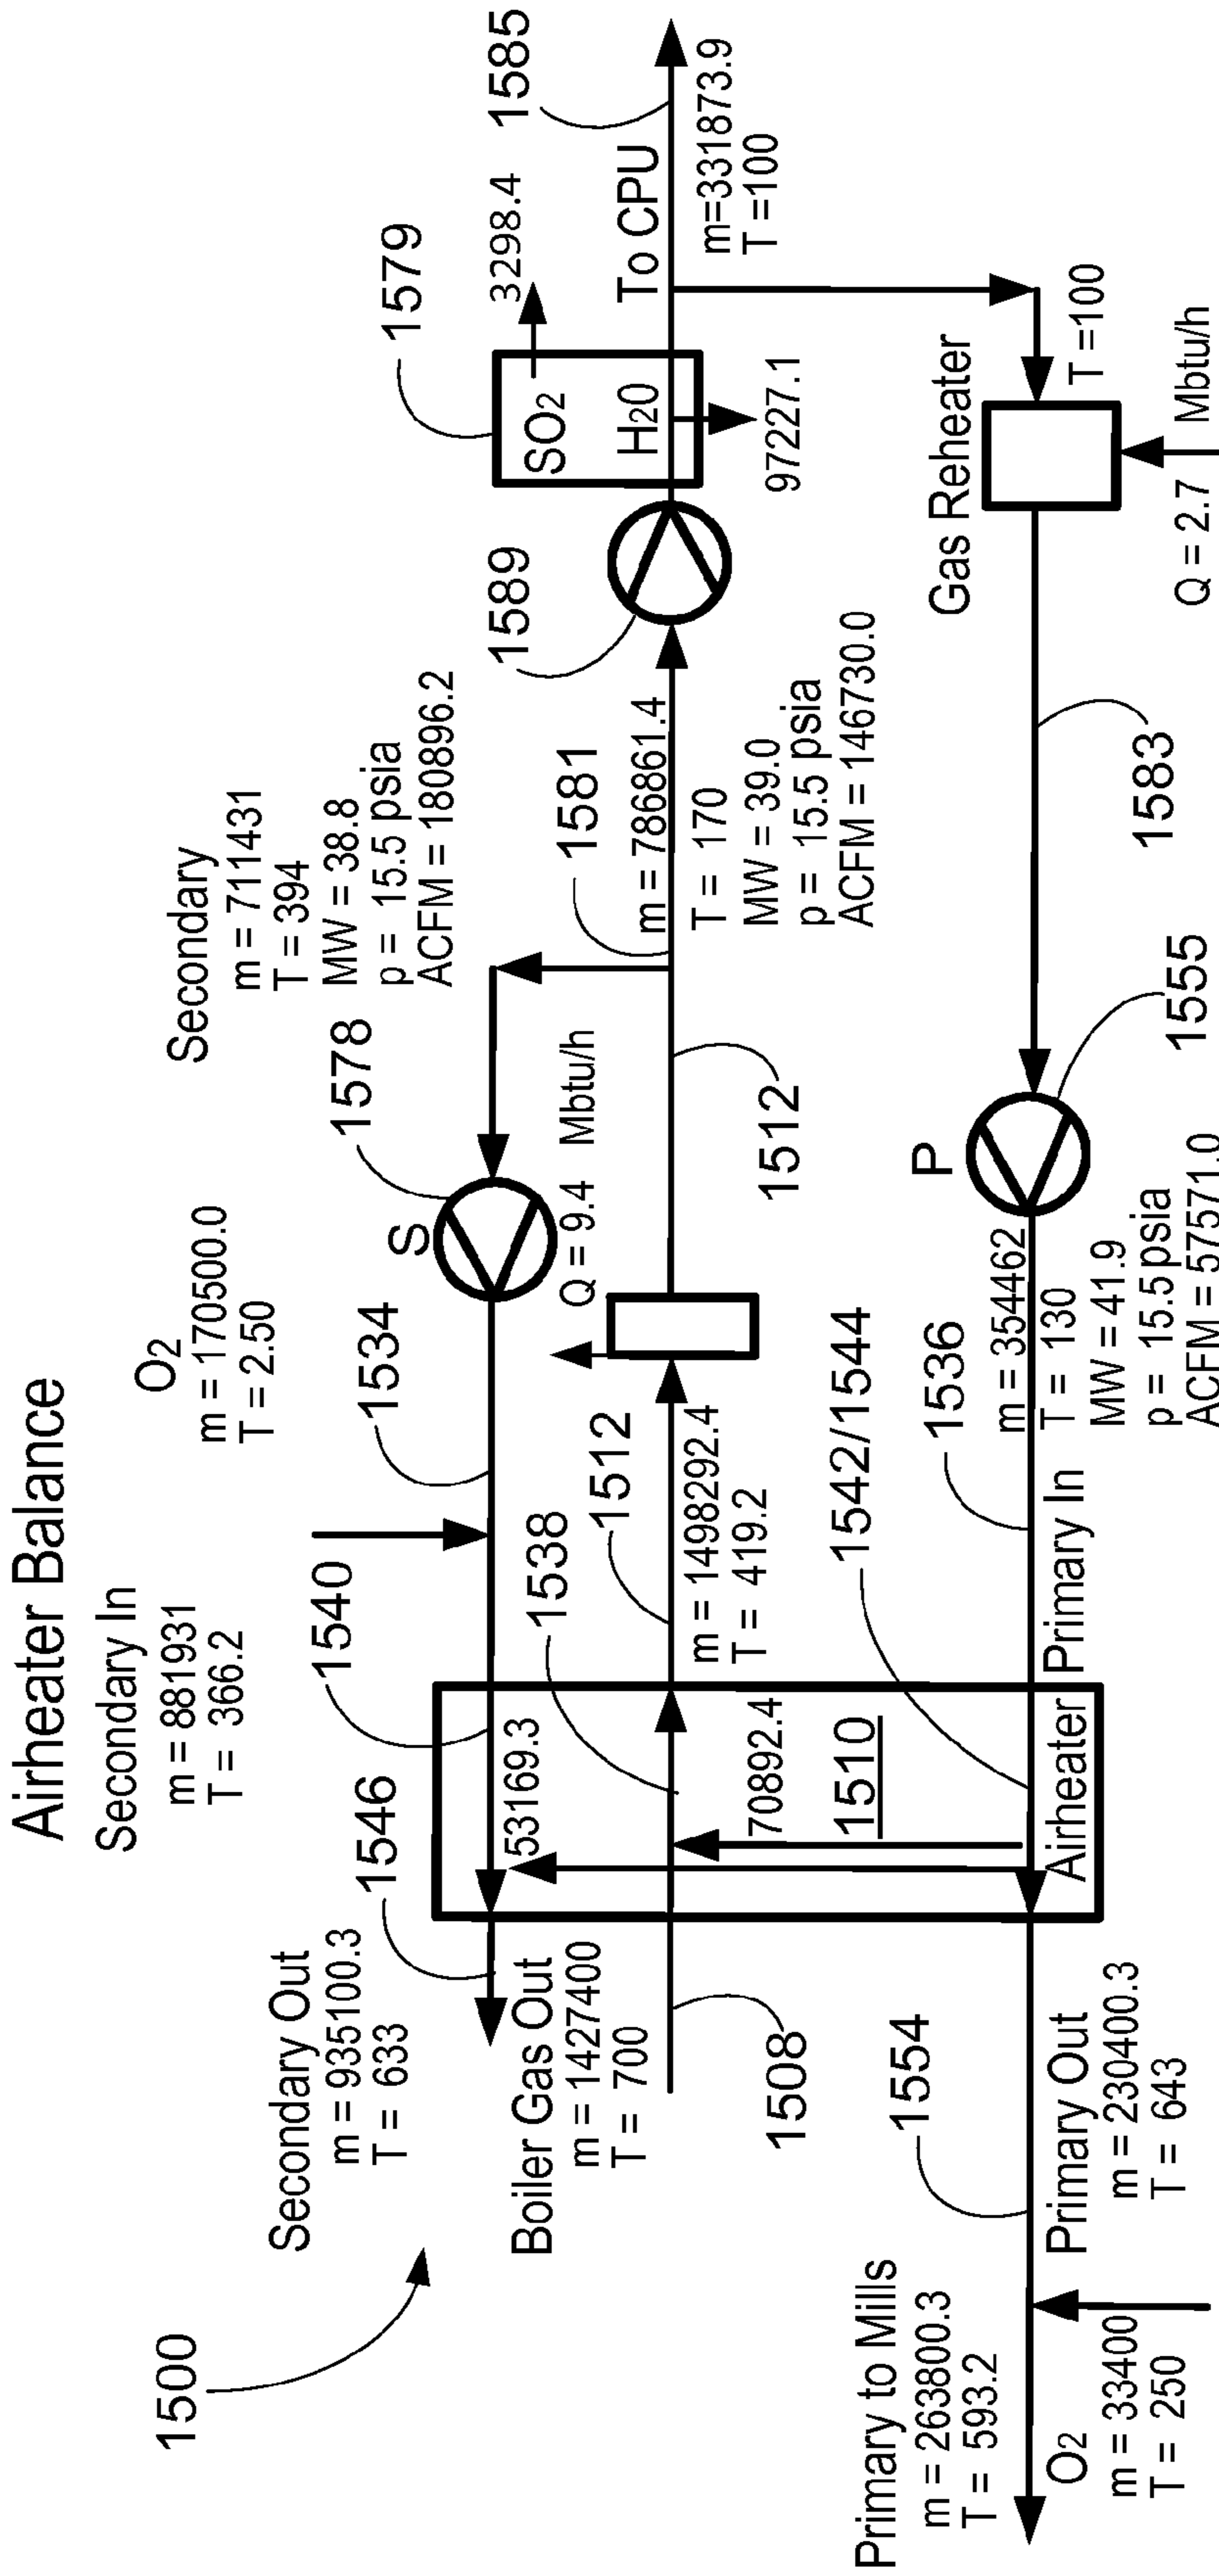 Airheater Balance
1500
Primary to Mills
m = 263800.3
T = 593.2
O2
m = 33400
T = 250
1554
Primary Out
m = 230400.3
T = 643
Secondary Out
m = 935100.3
T = 633
Boiler Gas Out
m = 1427400
T = 700
1508
1546
Secondary In
m = 881931
T = 366.2
1540
53169.3
1538
70892.4
1510
Airheater
1542/1544
1512
m = 1498292.4
T = 419.2
O2
m = 170500.0
T = 2.50
1534
S
1578
Q = 9.4 Mbtu/h
1512
Primary In
1536
m = 354462
T = 130
MW = 41.9
p = 15.5 psia
ACFM = 57571.0
P
1555
Secondary
m = 711431
T = 394
MW = 38.8
p = 15.5 psia
ACFM = 180896.2
1581
m = 786861.4
T = 170
MW = 39.0
p = 15.5 psia
ACFM = 146730.0
1583
1589
1579
SO2
3298.4
H20
97227.1
To CPU
1585
m=331873.9
T =100
Gas Reheater
T =100
Q = 2.7 Mbtu/h